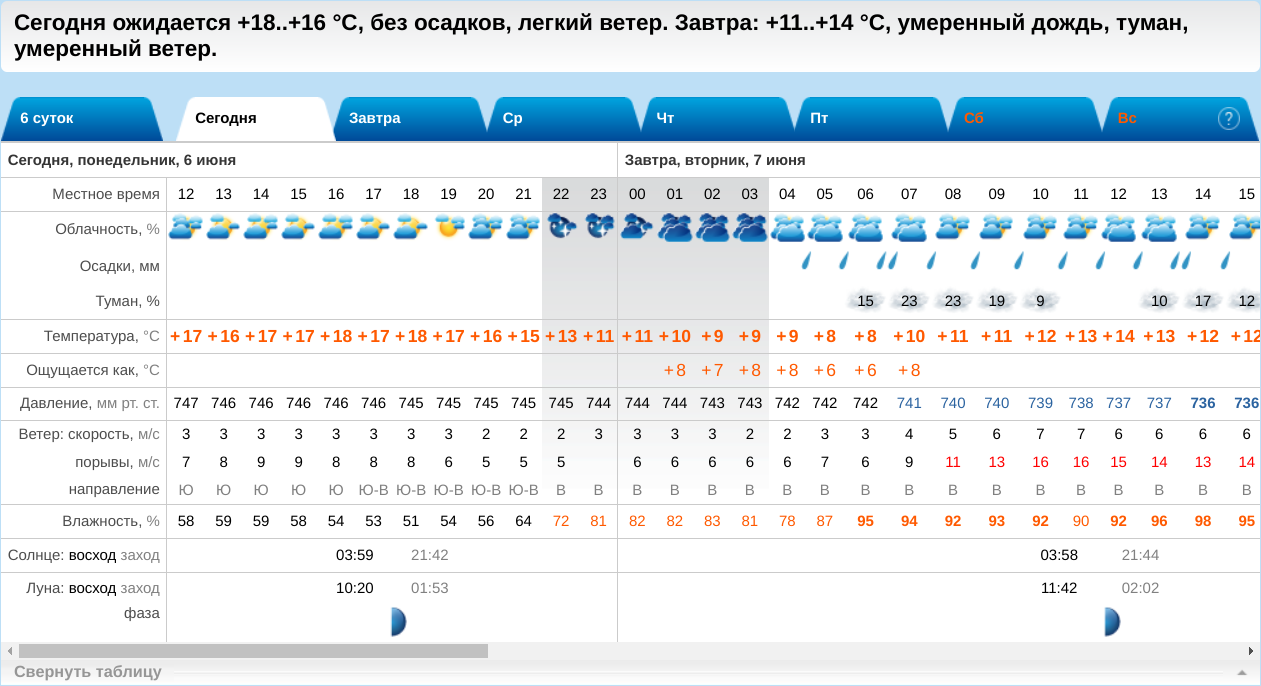 Сегодня ожидается +18..+16 °C, без осадков, легкий ветер. Завтра: +11..+14 °C, умеренный дождь, туман,
умеренный ветер.
6 суток Сегодня Завтра Ср Чт Пт Сб Вс ?
Сегодня, понедельник, 6 июня Завтра, вторник, 7 июня
Местное время 12 13 14 15 16 17 18 19 20 21 22 23 00 01 02 03 04 05 06 07 08 09 10 11 12 13 14 15
Облачность, %
Осадки, мм
Туман, % 15 23 23 19 9 10 17 12
Температура, °C +17 +16 +17 +17 +18 +17 +18 +17 +16 +15 +13 +11 +11 +10 +9 +9 +9 +8 +8 +10 +11 +11 +12 +13 +14 +13 +12 +12
Ощущается как, °C +8 +7 +8 +8 +6 +6 +8
Давление, мм рт. ст. 747 746 746 746 746 746 745 745 745 745 745 744 744 744 743 743 742 742 742 741 740 740 739 738 737 737 736 736
Ветер: скорость, м/с 3 3 3 3 3 3 3 3 2 2 2 3 3 3 3 2 2 3 3 4 5 6 7 7 6 6 6 6
порывы, м/с 7 8 9 9 8 8 8 6 5 5 5 6 6 6 6 6 7 6 9 11 13 16 16 15 14 13 14
направление Ю Ю Ю Ю Ю Ю-В Ю-В Ю-В Ю-В Ю-В В В В В В В В В В В В В В В В В В В
Влажность, % 58 59 59 58 54 53 51 54 56 64 72 81 82 82 83 81 78 87 95 94 92 93 92 90 92 96 98 95
Солнце: восход заход 03:59 21:42 03:58 21:44
Луна: восход заход 10:20 01:53 11:42 02:02
фаза
Свернуть таблицу